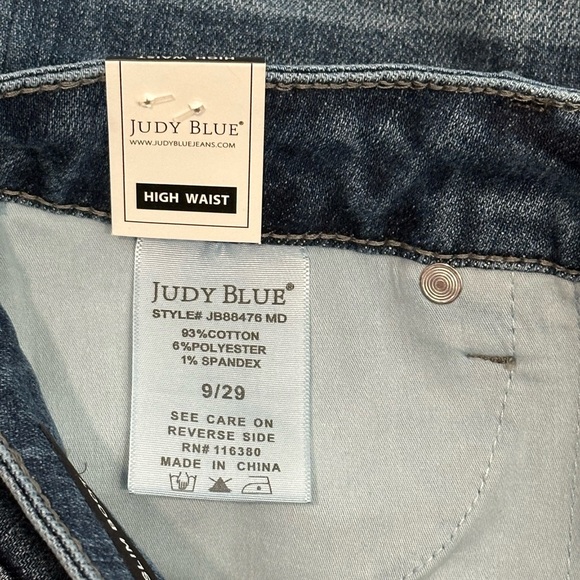 JUDY BLUE®
WWW.JUDYBLUEJEANS.COM
HIGH WAIST
JUDY BLUE®
STYLE# JB88476 MD
93%COTTON
6%POLYESTER
1% SPANDEX
9/29
SEE CARE ON
REVERSE SIDE
RN# 116380
MADE IN CHINA